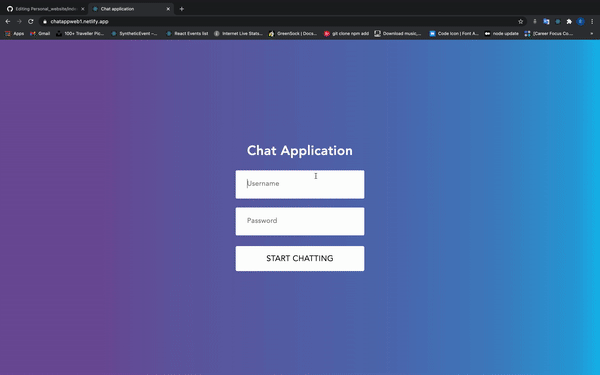 Editing Personal_website/inde
Chat application
chatappweb1.netlify.app
Apps
Gmail
100+ Traveller Pic...
SyntheticEvent –...
React Events list
Internet Live Stats...
GreenSock | Docs...
git clone npm add
Download music,...
Code Icon | Font A...
node update
[Career Focus Co...
Chat Application
Username
Password
START CHATTING